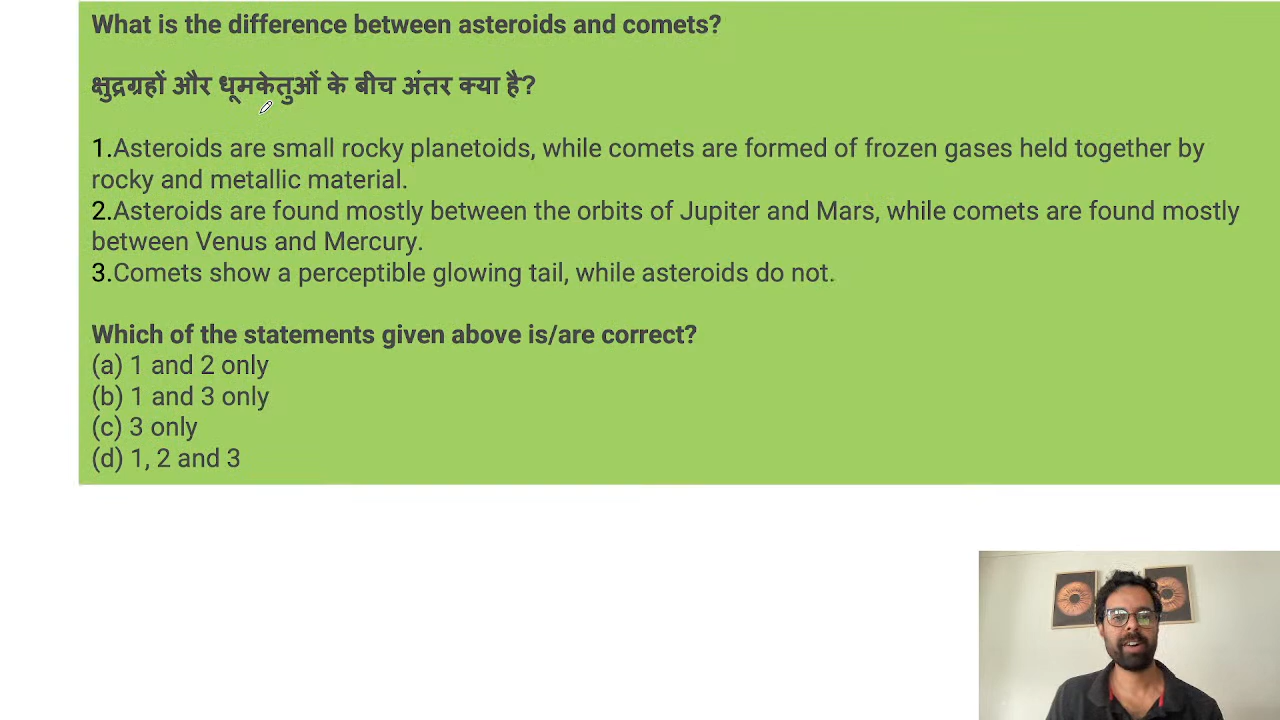 What is the difference between asteroids and comets?
क्षुद्रग्रहों और धूमकेतुओं के बीच अंतर क्या है?
1.Asteroids are small rocky planetoids, while comets are formed of frozen gases held together by
rocky and metallic material.
2.Asteroids are found mostly between the orbits of Jupiter and Mars, while comets are found mostly
between Venus and Mercury.
3.Comets show a perceptible glowing tail, while asteroids do not.
Which of the statements given above is/are correct?
(a) 1 and 2 only
(b) 1 and 3 only
(c) 3 only
(d) 1, 2 and 3